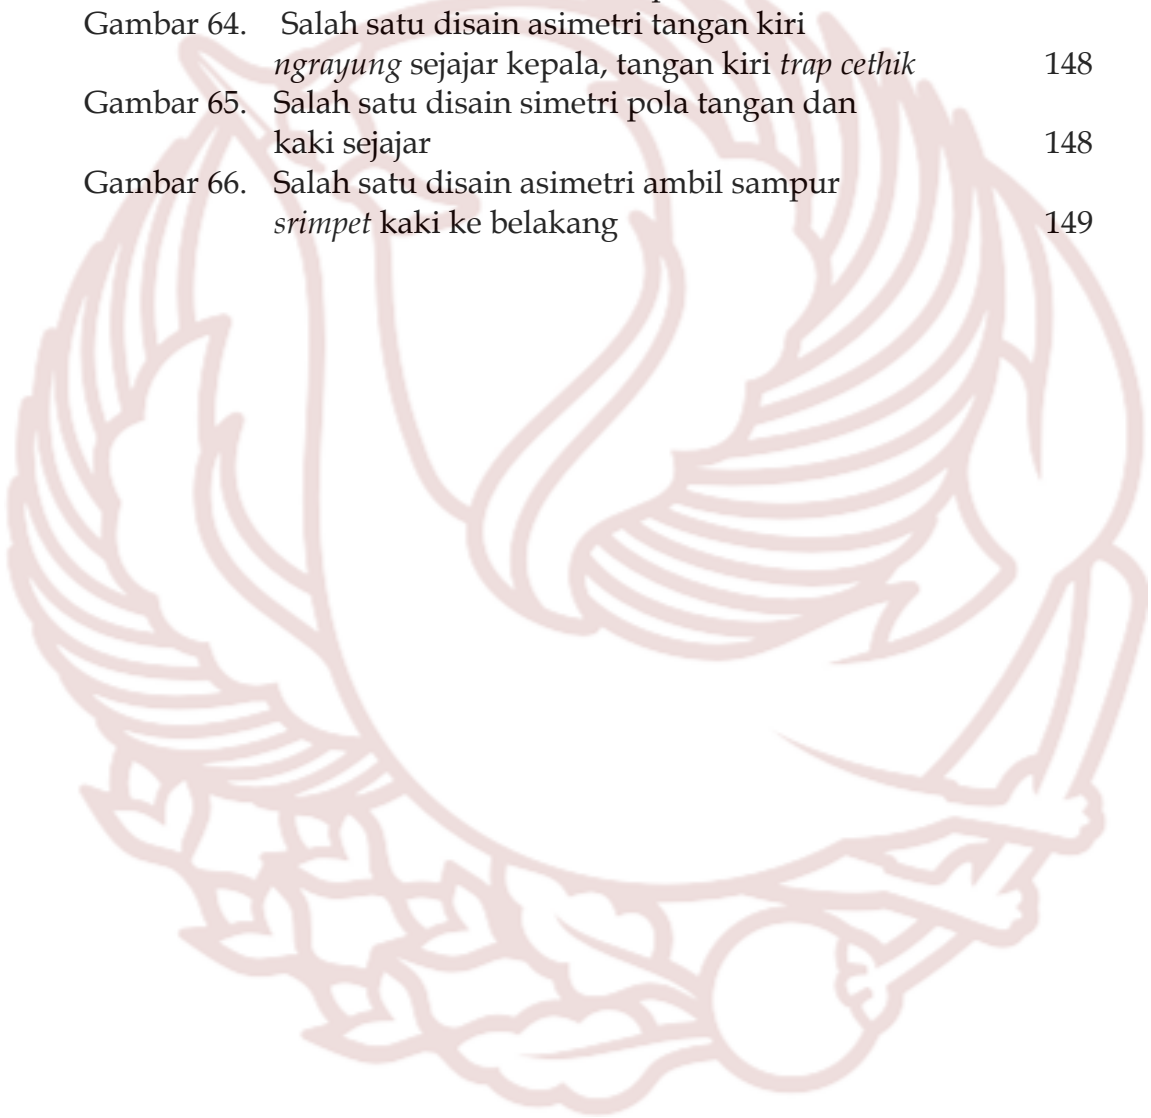 Gambar 64. Salah satu disain asimetri tangan kiri
ngrayung sejajar kepala, tangan kiri trap cethik 148
Gambar 65. Salah satu disain simetri pola tangan dan
kaki sejajar 148
Gambar 66. Salah satu disain asimetri ambil sampur
srimpet kaki ke belakang 149